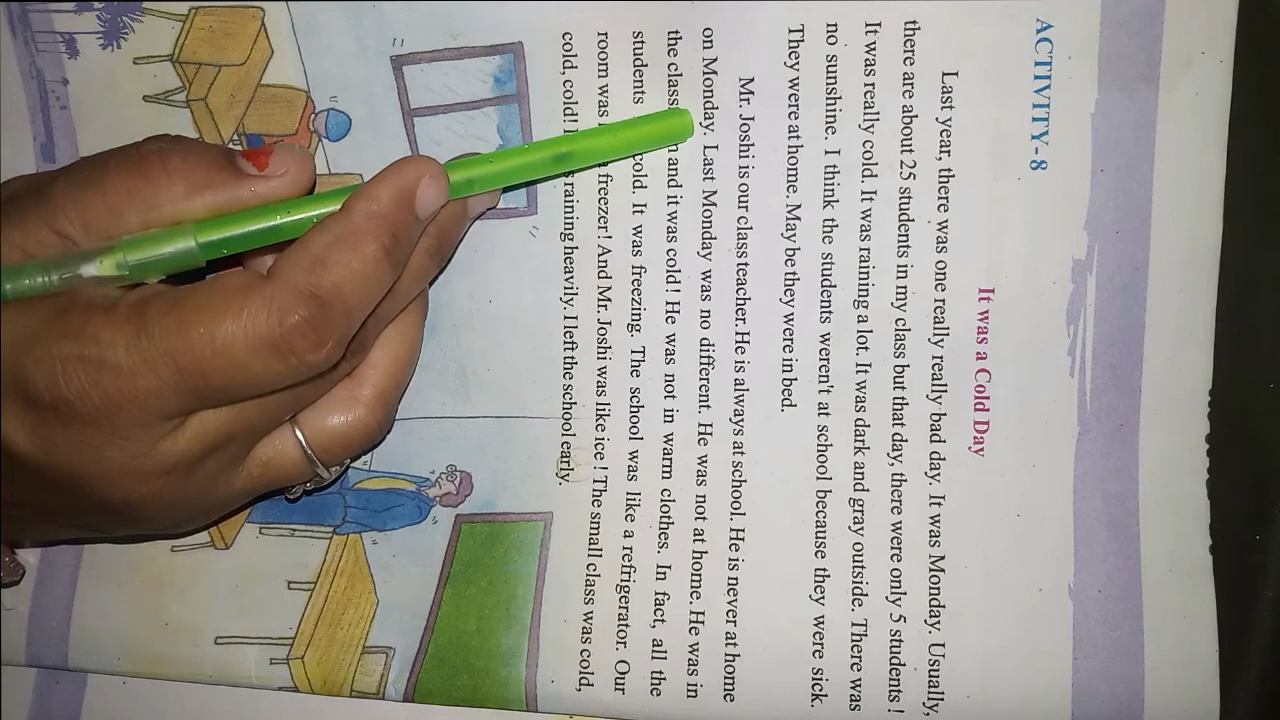 ACTIVITY-8
It was a Cold Day
Last year, there was one really really bad day. It was Monday. Usually,
there are about 25 students in my class but that day, there were only 5 students !
It was really cold. It was raining a lot. It was dark and gray outside. There was
no sunshine. I think the students weren't at school because they were sick.
They were at home. May be they were in bed.
Mr. Joshi is our class teacher. He is always at school. He is never at home
on Monday. Last Monday was no different. He was not at home. He was in
the class and it was cold! He was not in warm clothes. In fact, all the
students cold. It was freezing. The school was like a refrigerator. Our
room was freezer! And Mr. Joshi was like ice ! The small class was cold,
cold, cold! raining heavily. I left the school early.